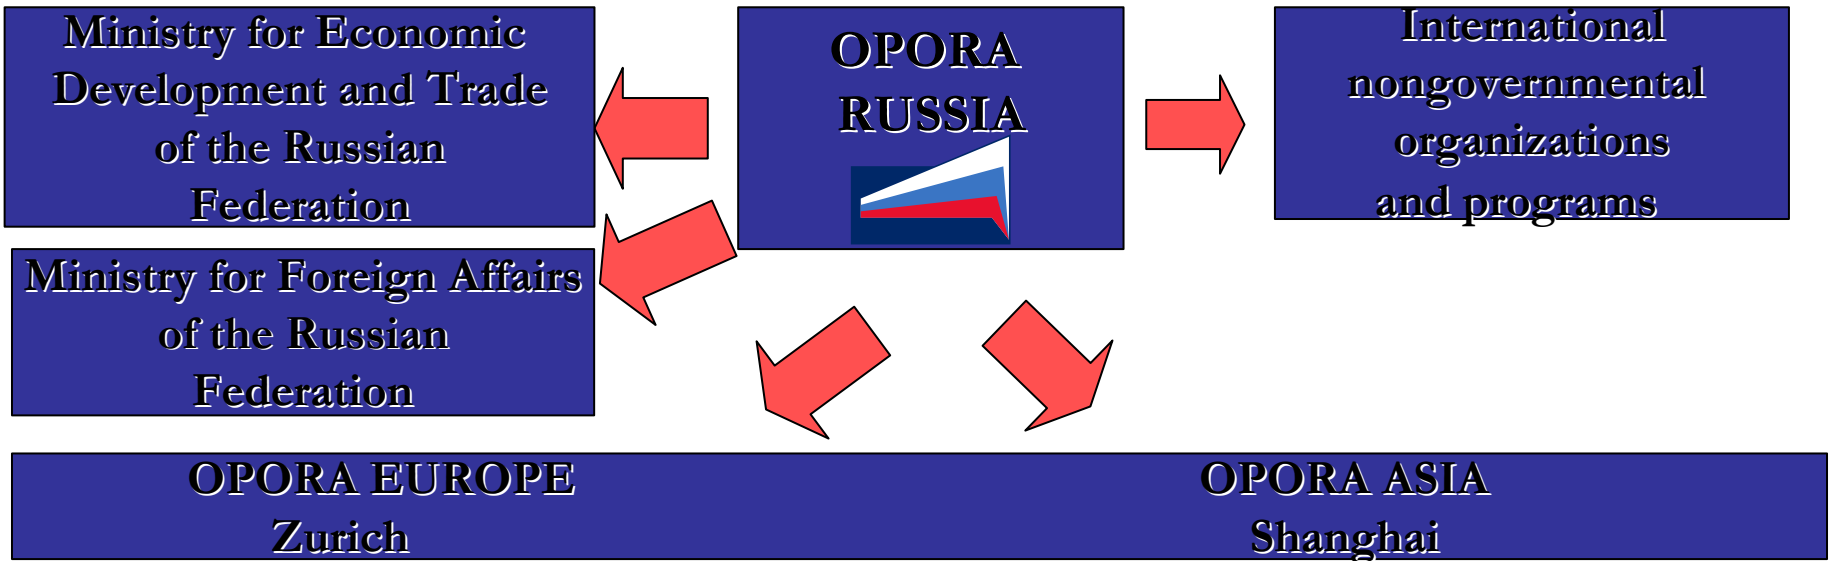 Ministry for Economic
Development and Trade
of the Russian
Federation
OPORA
RUSSIA
International
nongovernmental
organizations
and programs
Ministry for Foreign Affairs
of the Russian
Federation
OPORA EUROPE
Zurich
OPORA ASIA
Shanghai